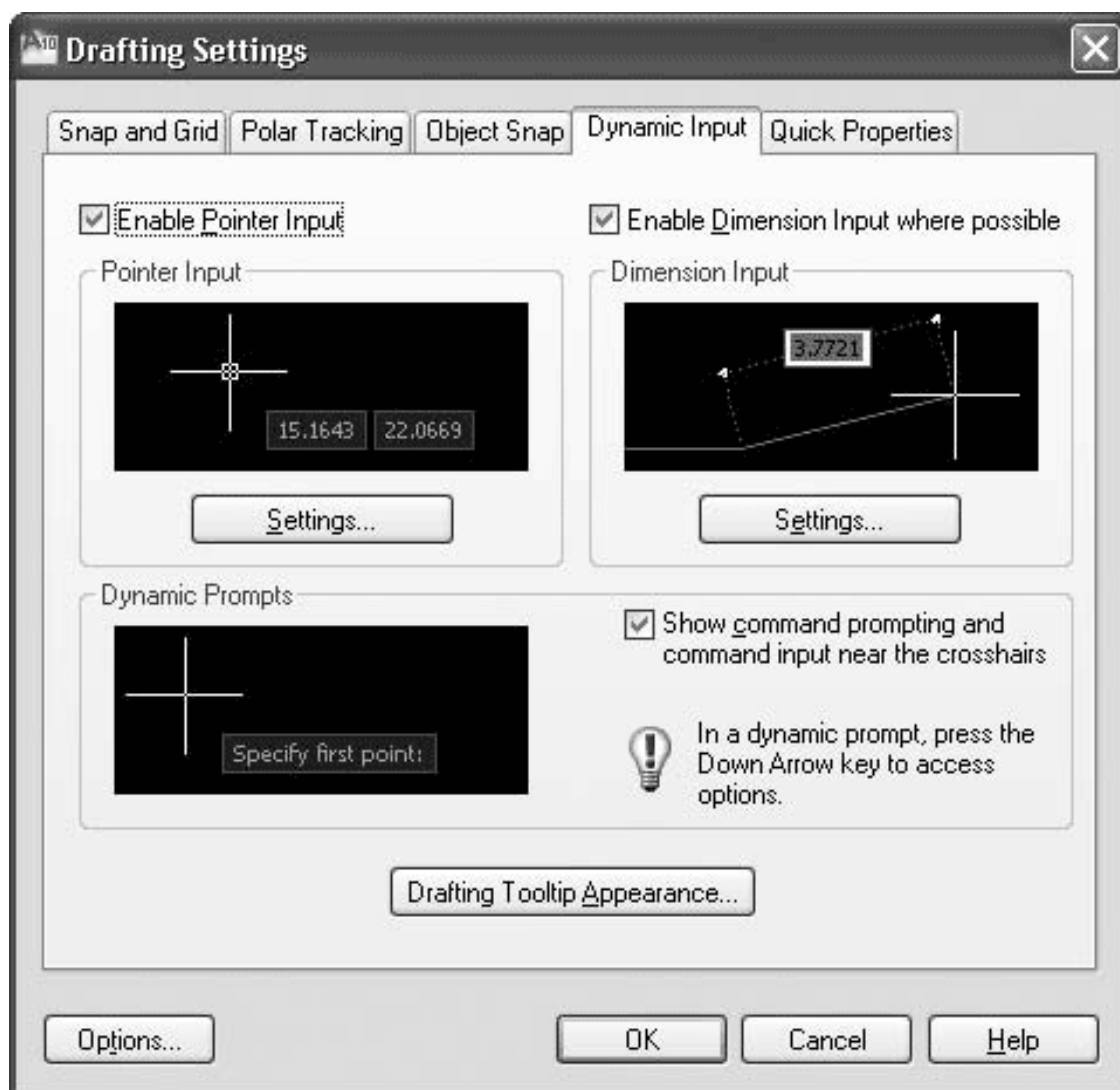 Drafting Settings
Snap and Grid Polar Tracking Object Snap Dynamic Input Quick Properties
Enable Pointer Input
Enable Dimension Input where possible
Pointer Input
15.1643 22.0669
Settings...
Dimension Input
3.7721
Settings...
Dynamic Prompts
Specify first point:
Show command prompting and
command input near the crosshairs
In a dynamic prompt, press the
Down Arrow key to access
options.
Drafting Tooltip Appearance...
Options... OK Cancel Help